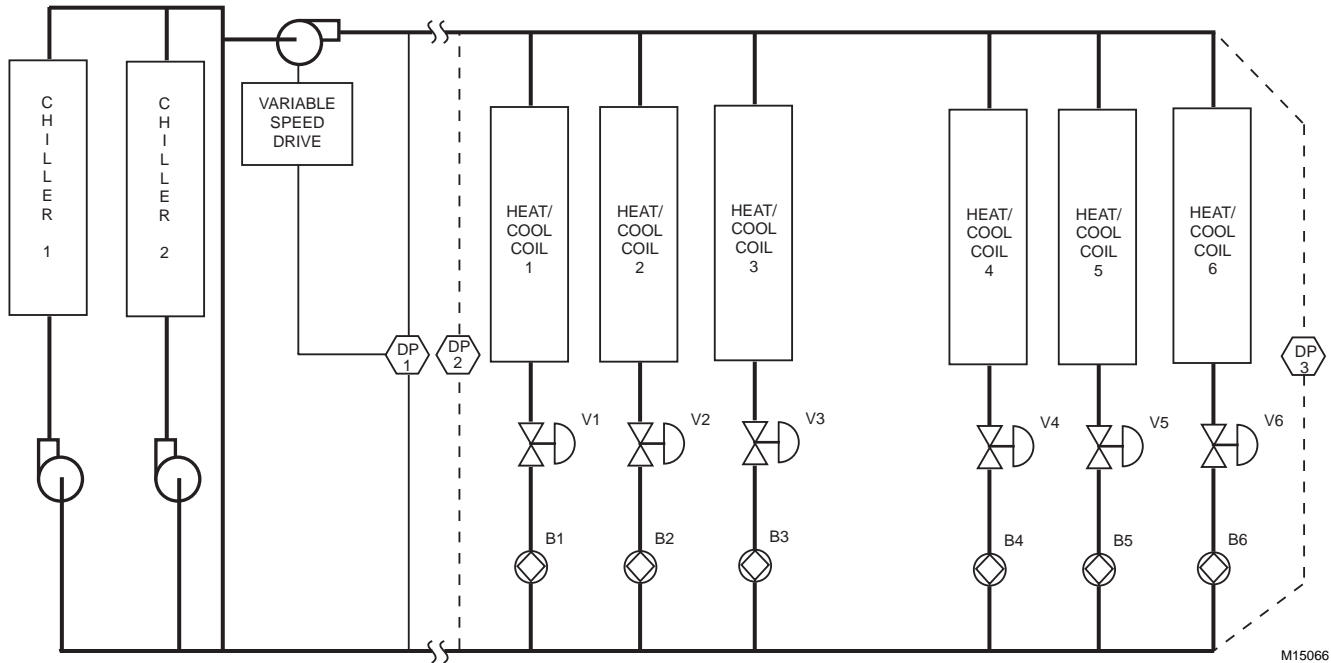 CHILLER 1
CHILLER 2
VARIABLE
SPEED
DRIVE
DP
1
DP
2
HEAT/
COOL
COIL
1
HEAT/
COOL
COIL
2
HEAT/
COOL
COIL
3
HEAT/
COOL
COIL
4
HEAT/
COOL
COIL
5
HEAT/
COOL
COIL
6
DP
3
V1
V2
V3
V4
V5
V6
B1
B2
B3
B4
B5
B6
M15066